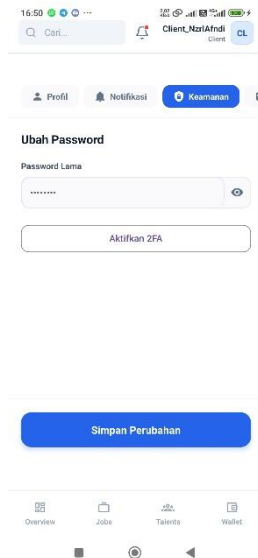 16:50
Cari...
Client_NzrlAfndi
Client
CL
Profil
Notifikasi
Keamanan
Ubah Password
Password Lama
••••••••
Aktifkan 2FA
Simpan Perubahan
Overview
Jobs
Talents
Wallet